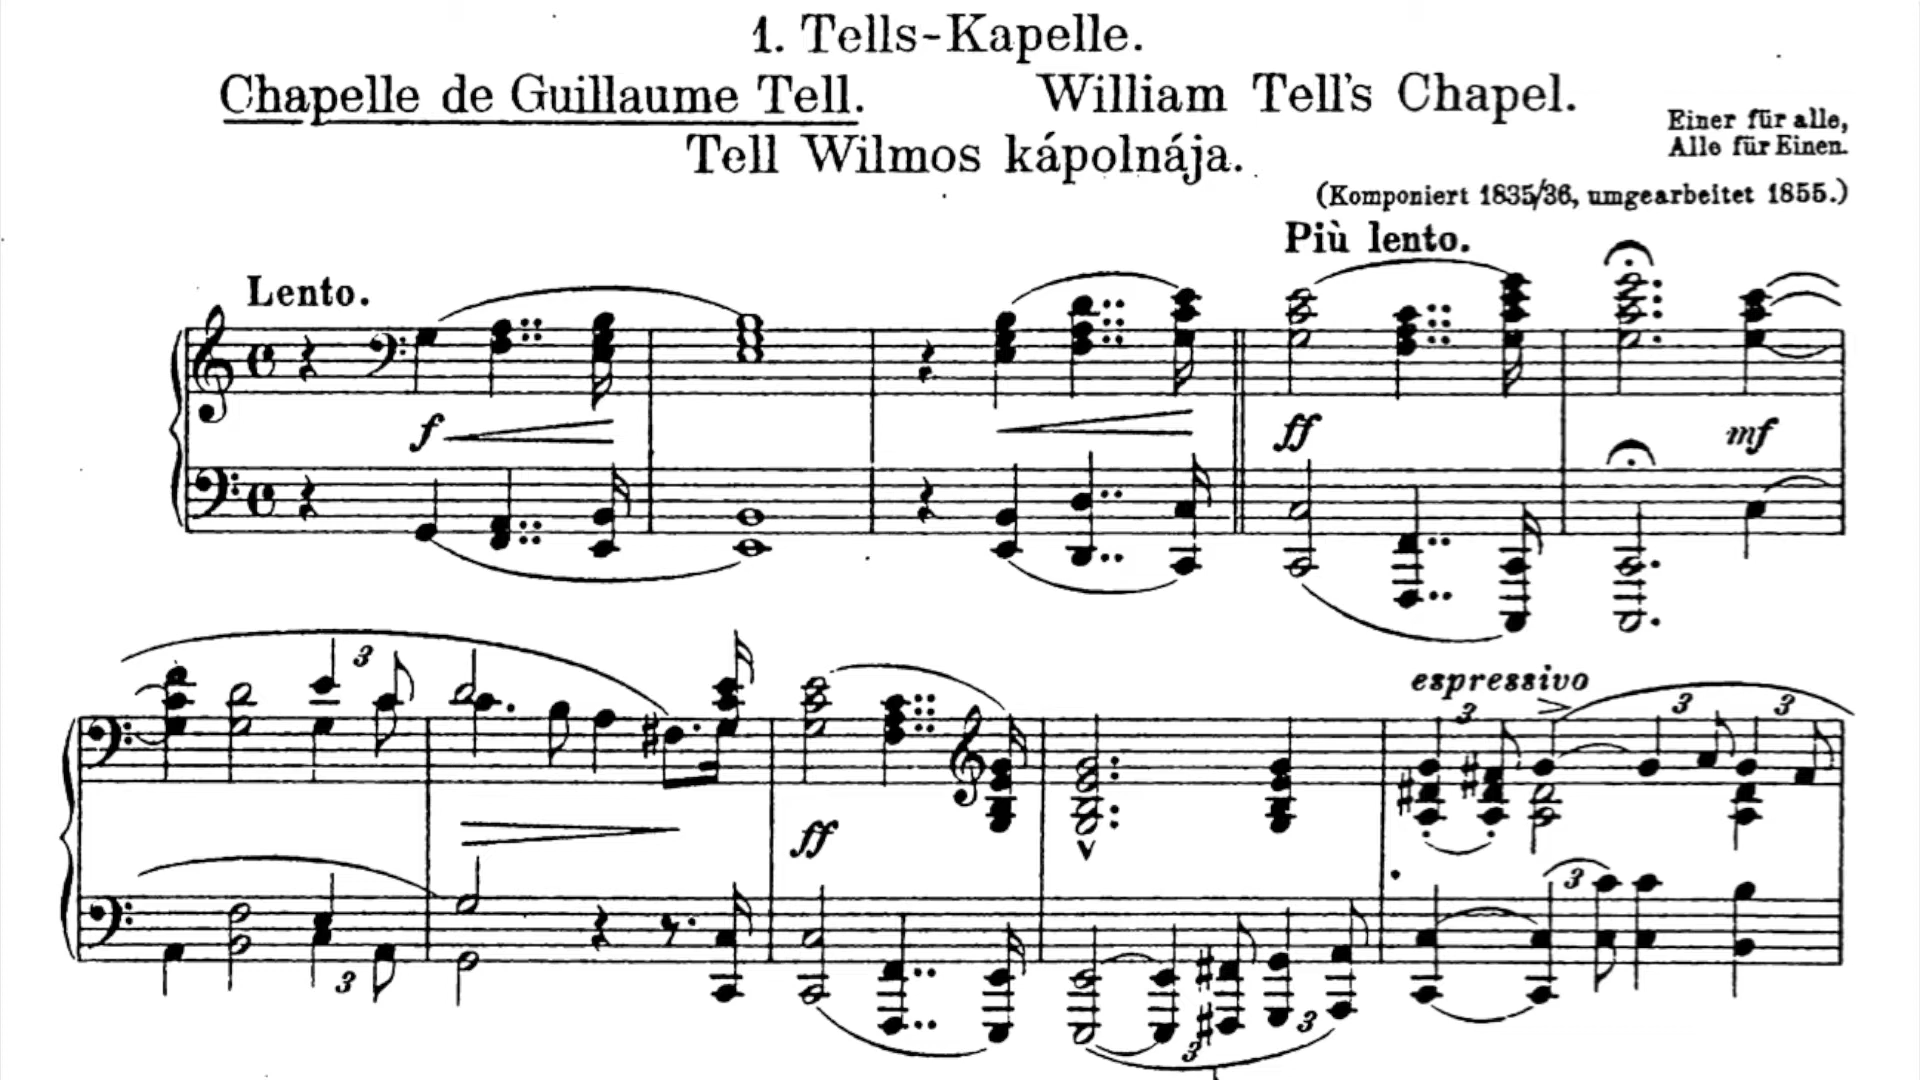 1. Tells-Kapelle.
Chapelle de Guillaume Tell. William Tell's Chapel.
Tell Wilmos kápolnája.
Einer für alle,
Alle für Einen.
(Komponiert 1835/36, umgearbeitet 1855.)
Più lento.
Lento.
f ff mf
3 3
espressivo
3 3 3
ff
3
3
3
3